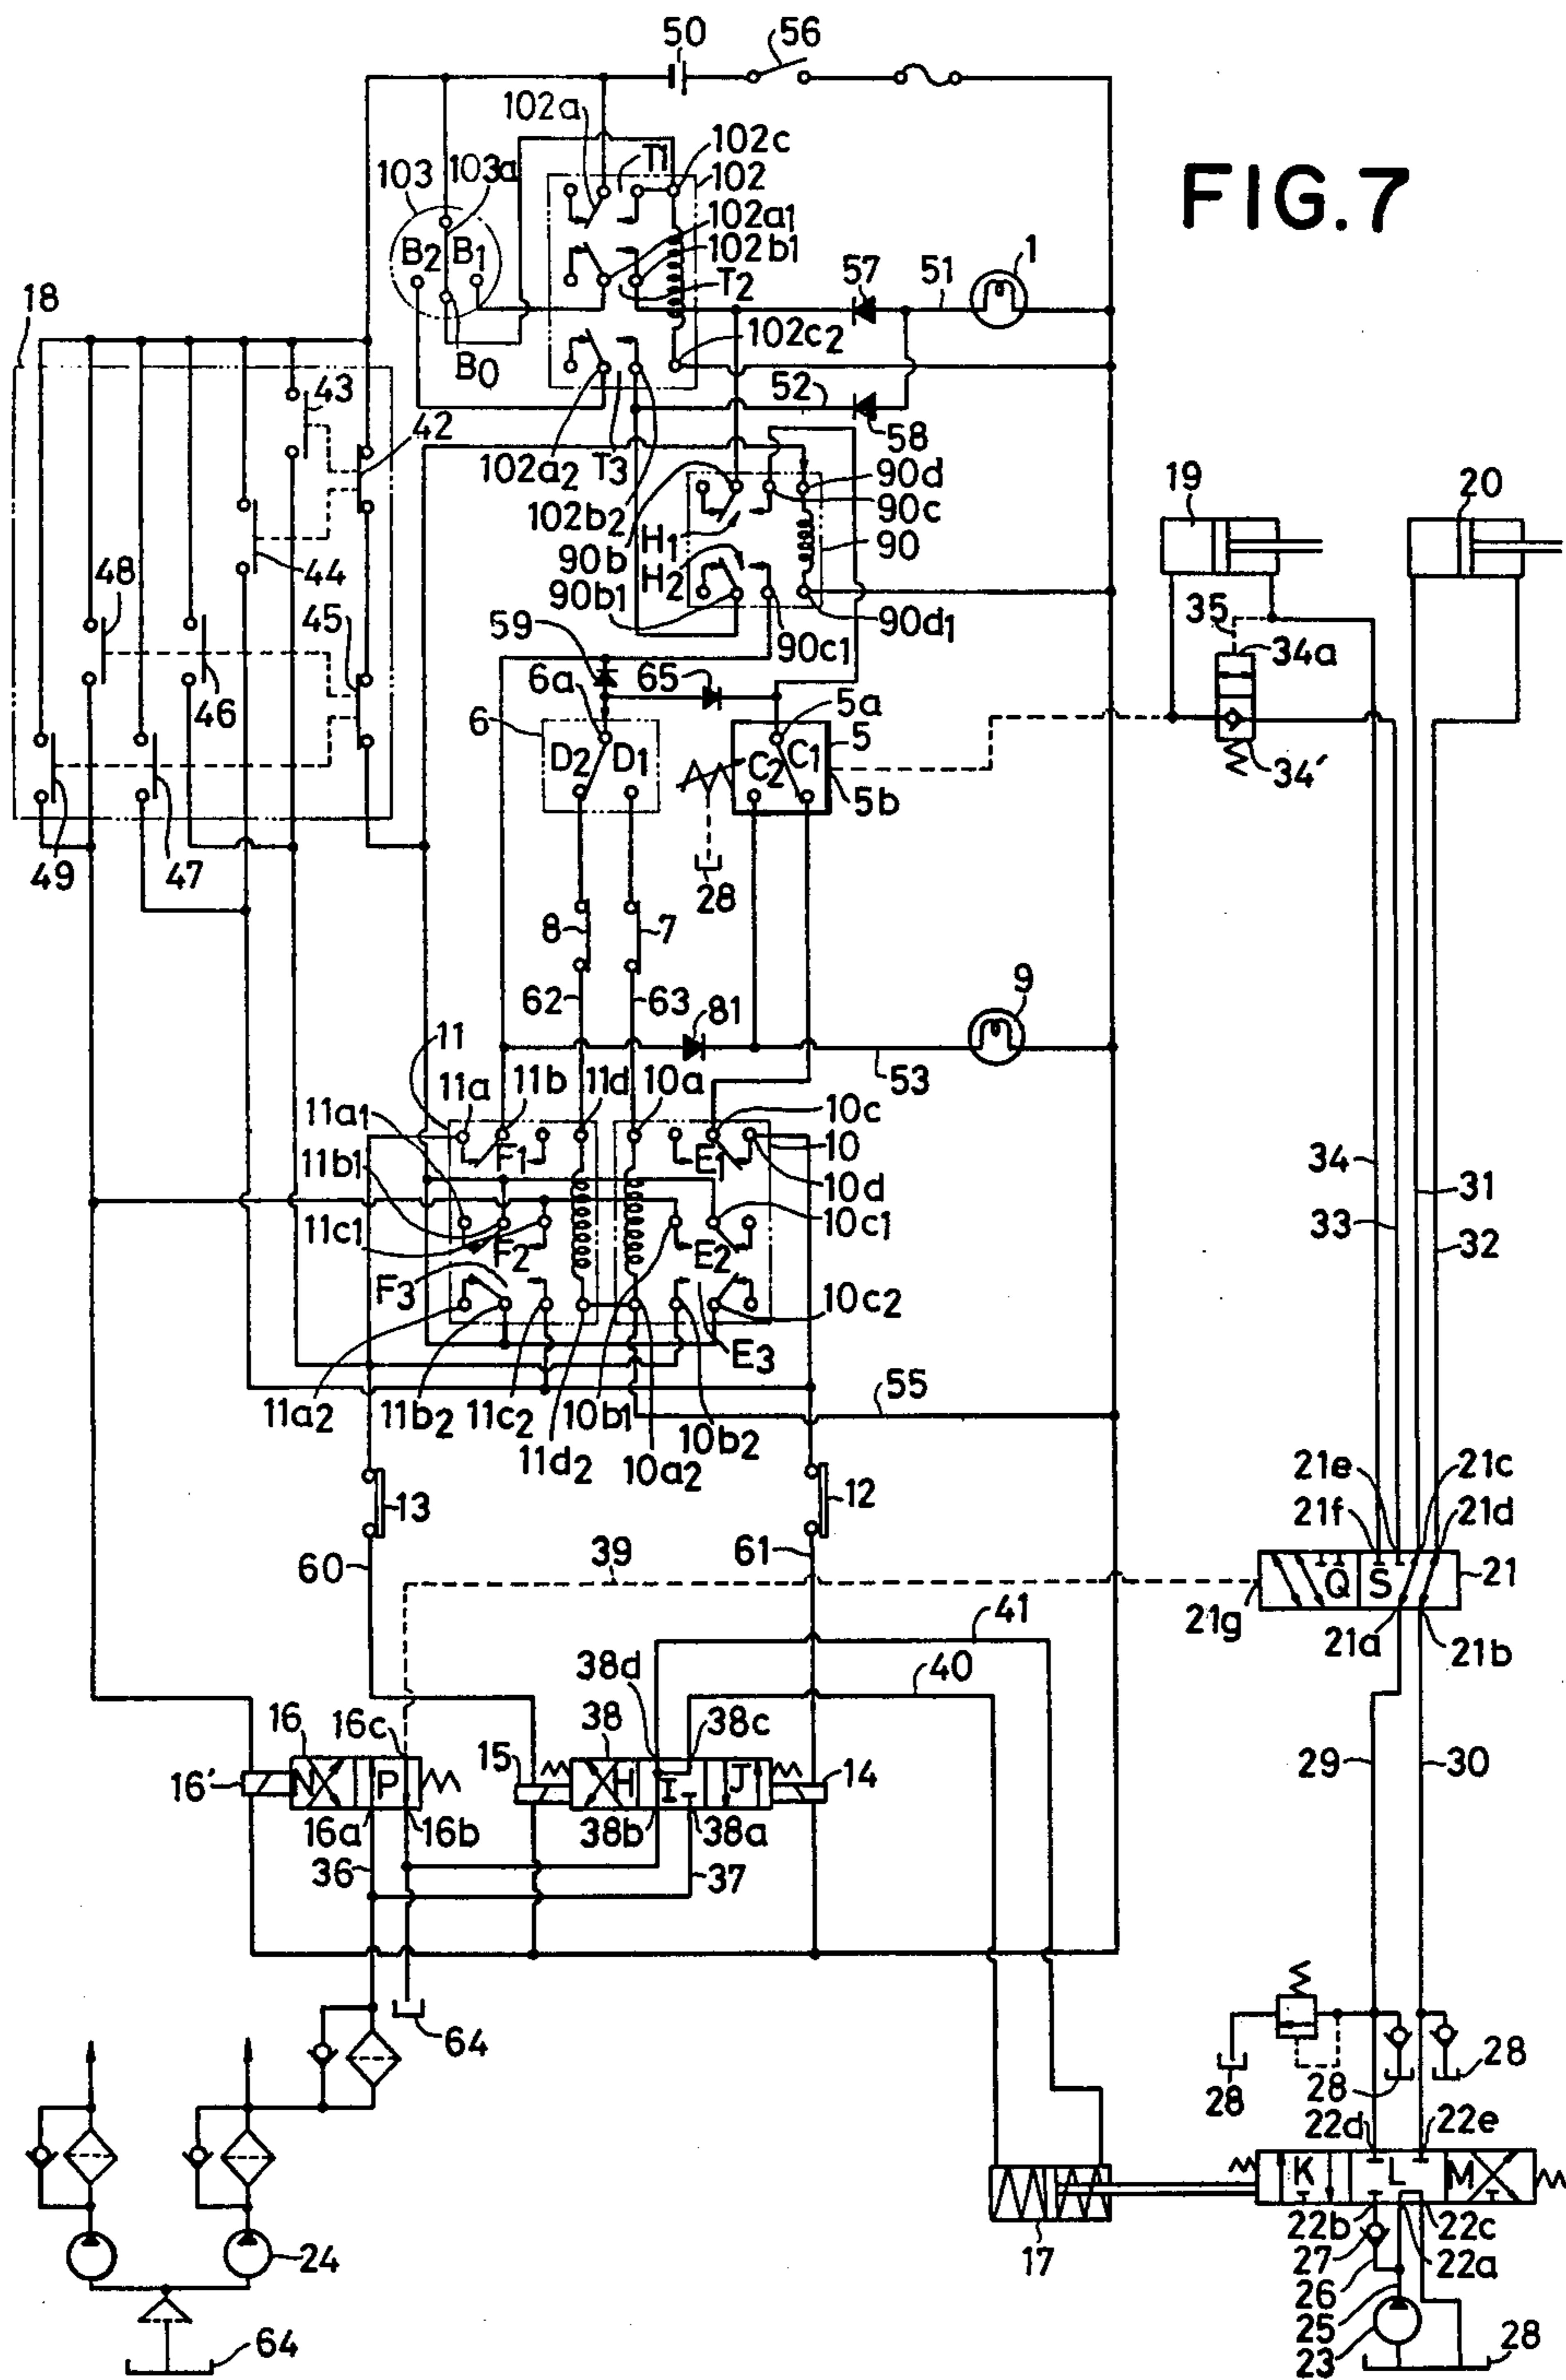 50 56
102a
102c
T1
103 103a 102
FIG.7
102a1
B2 B1 102b1
1
57 51
T2
18
102c2
B0
43
52
42
58
102a2 T3 90d
102b2 90c
19 20
90b H1 90
44
48
H2
90b1
90d1
35
59 90c1
34a
45
6a 65
46
5a
6 5
D2 D1 C2 C1
34'
5b
49 47
28
8 7
9
62 63 81
11
11a 11b 11d 10a 10c
53
11a1
10
F1 E1
11b1
34
10d
31
11c1 10c1
33
F2 E2
32
F3 10c2
E3
55
11a2 11b2 11c2 10b1 10b2
11d2 10a2
21e 21c
13 12
21f 21d
60 61
39
Q S 21
21g
41
21a 21b
38d
40
16 16c 38 38c
15
29 30
16' N P H I J 14
16a 16b 38b 38a
36 37
64
28
28 28
22d 22e
K L M
22b 22c
24 27 22a
17 26
25
64 23 28